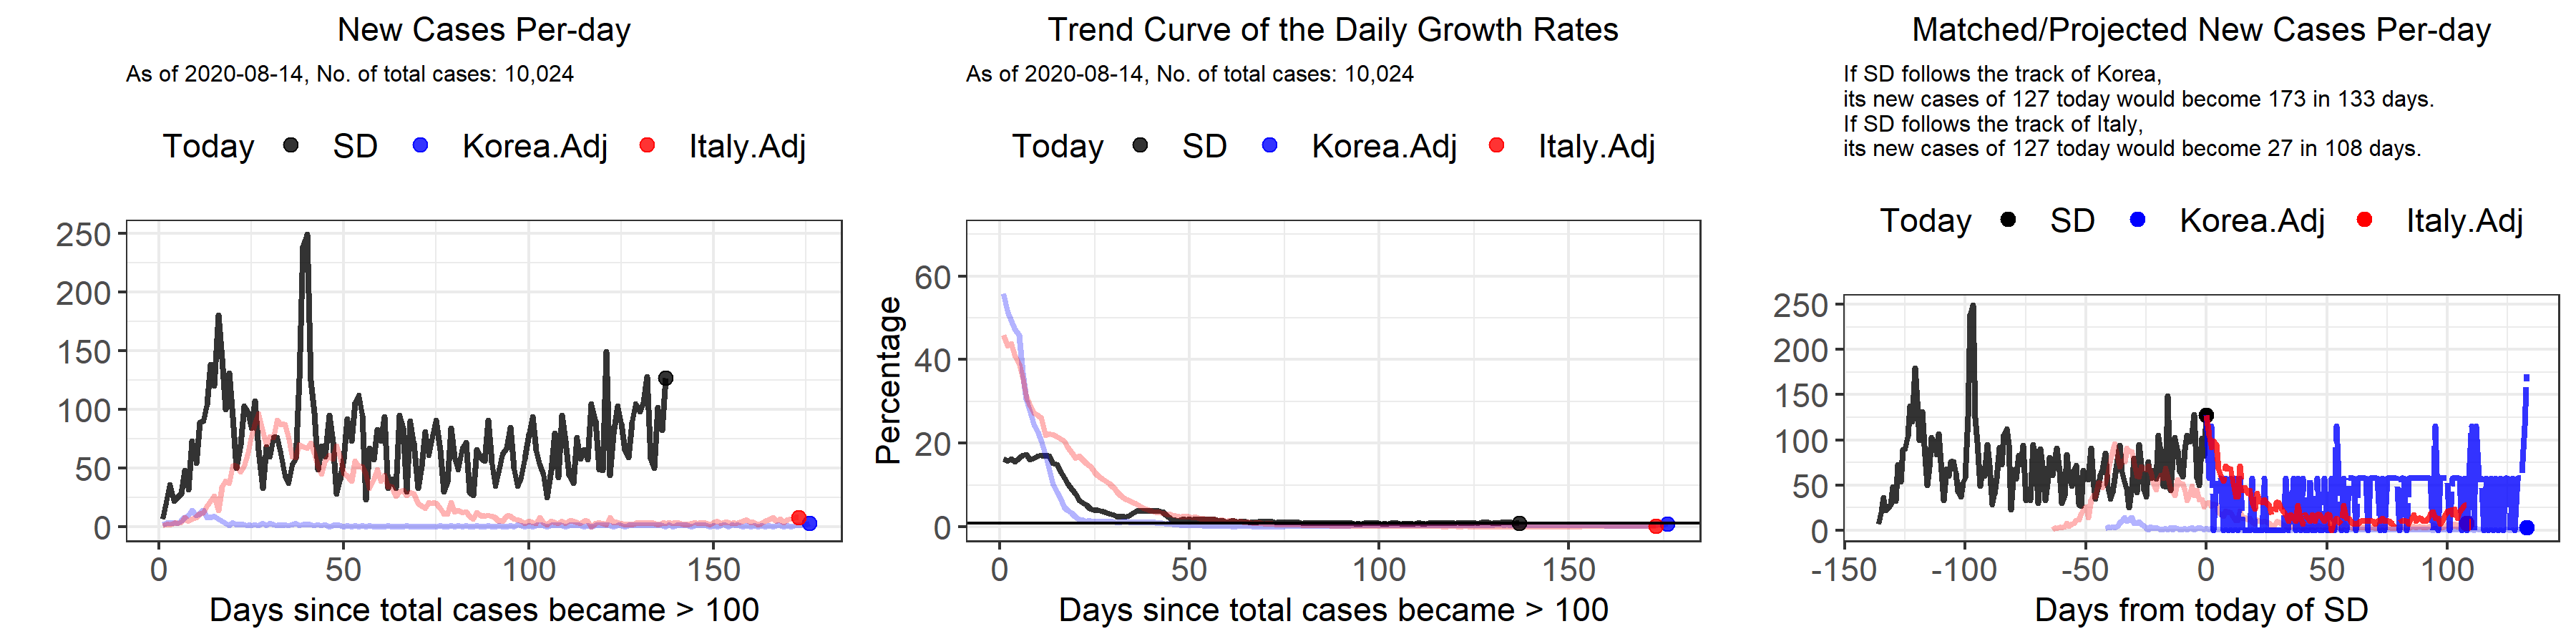 New Cases Per-day
As of 2020-08-14, No. of total cases: 10,024
Today SD Korea.Adj Italy.Adj
250
200
150
100
50
0
0 50 100 150
Days since total cases became > 100
Trend Curve of the Daily Growth Rates
As of 2020-08-14, No. of total cases: 10,024
Today SD Korea.Adj Italy.Adj
Percentage
60
40
20
0
0 50 100 150
Days since total cases became > 100
Matched/Projected New Cases Per-day
If SD follows the track of Korea,
its new cases of 127 today would become 173 in 133 days.
If SD follows the track of Italy,
its new cases of 127 today would become 27 in 108 days.
Today SD Korea.Adj Italy.Adj
250
200
150
100
50
0
-150 -100 -50 0 50 100
Days from today of SD